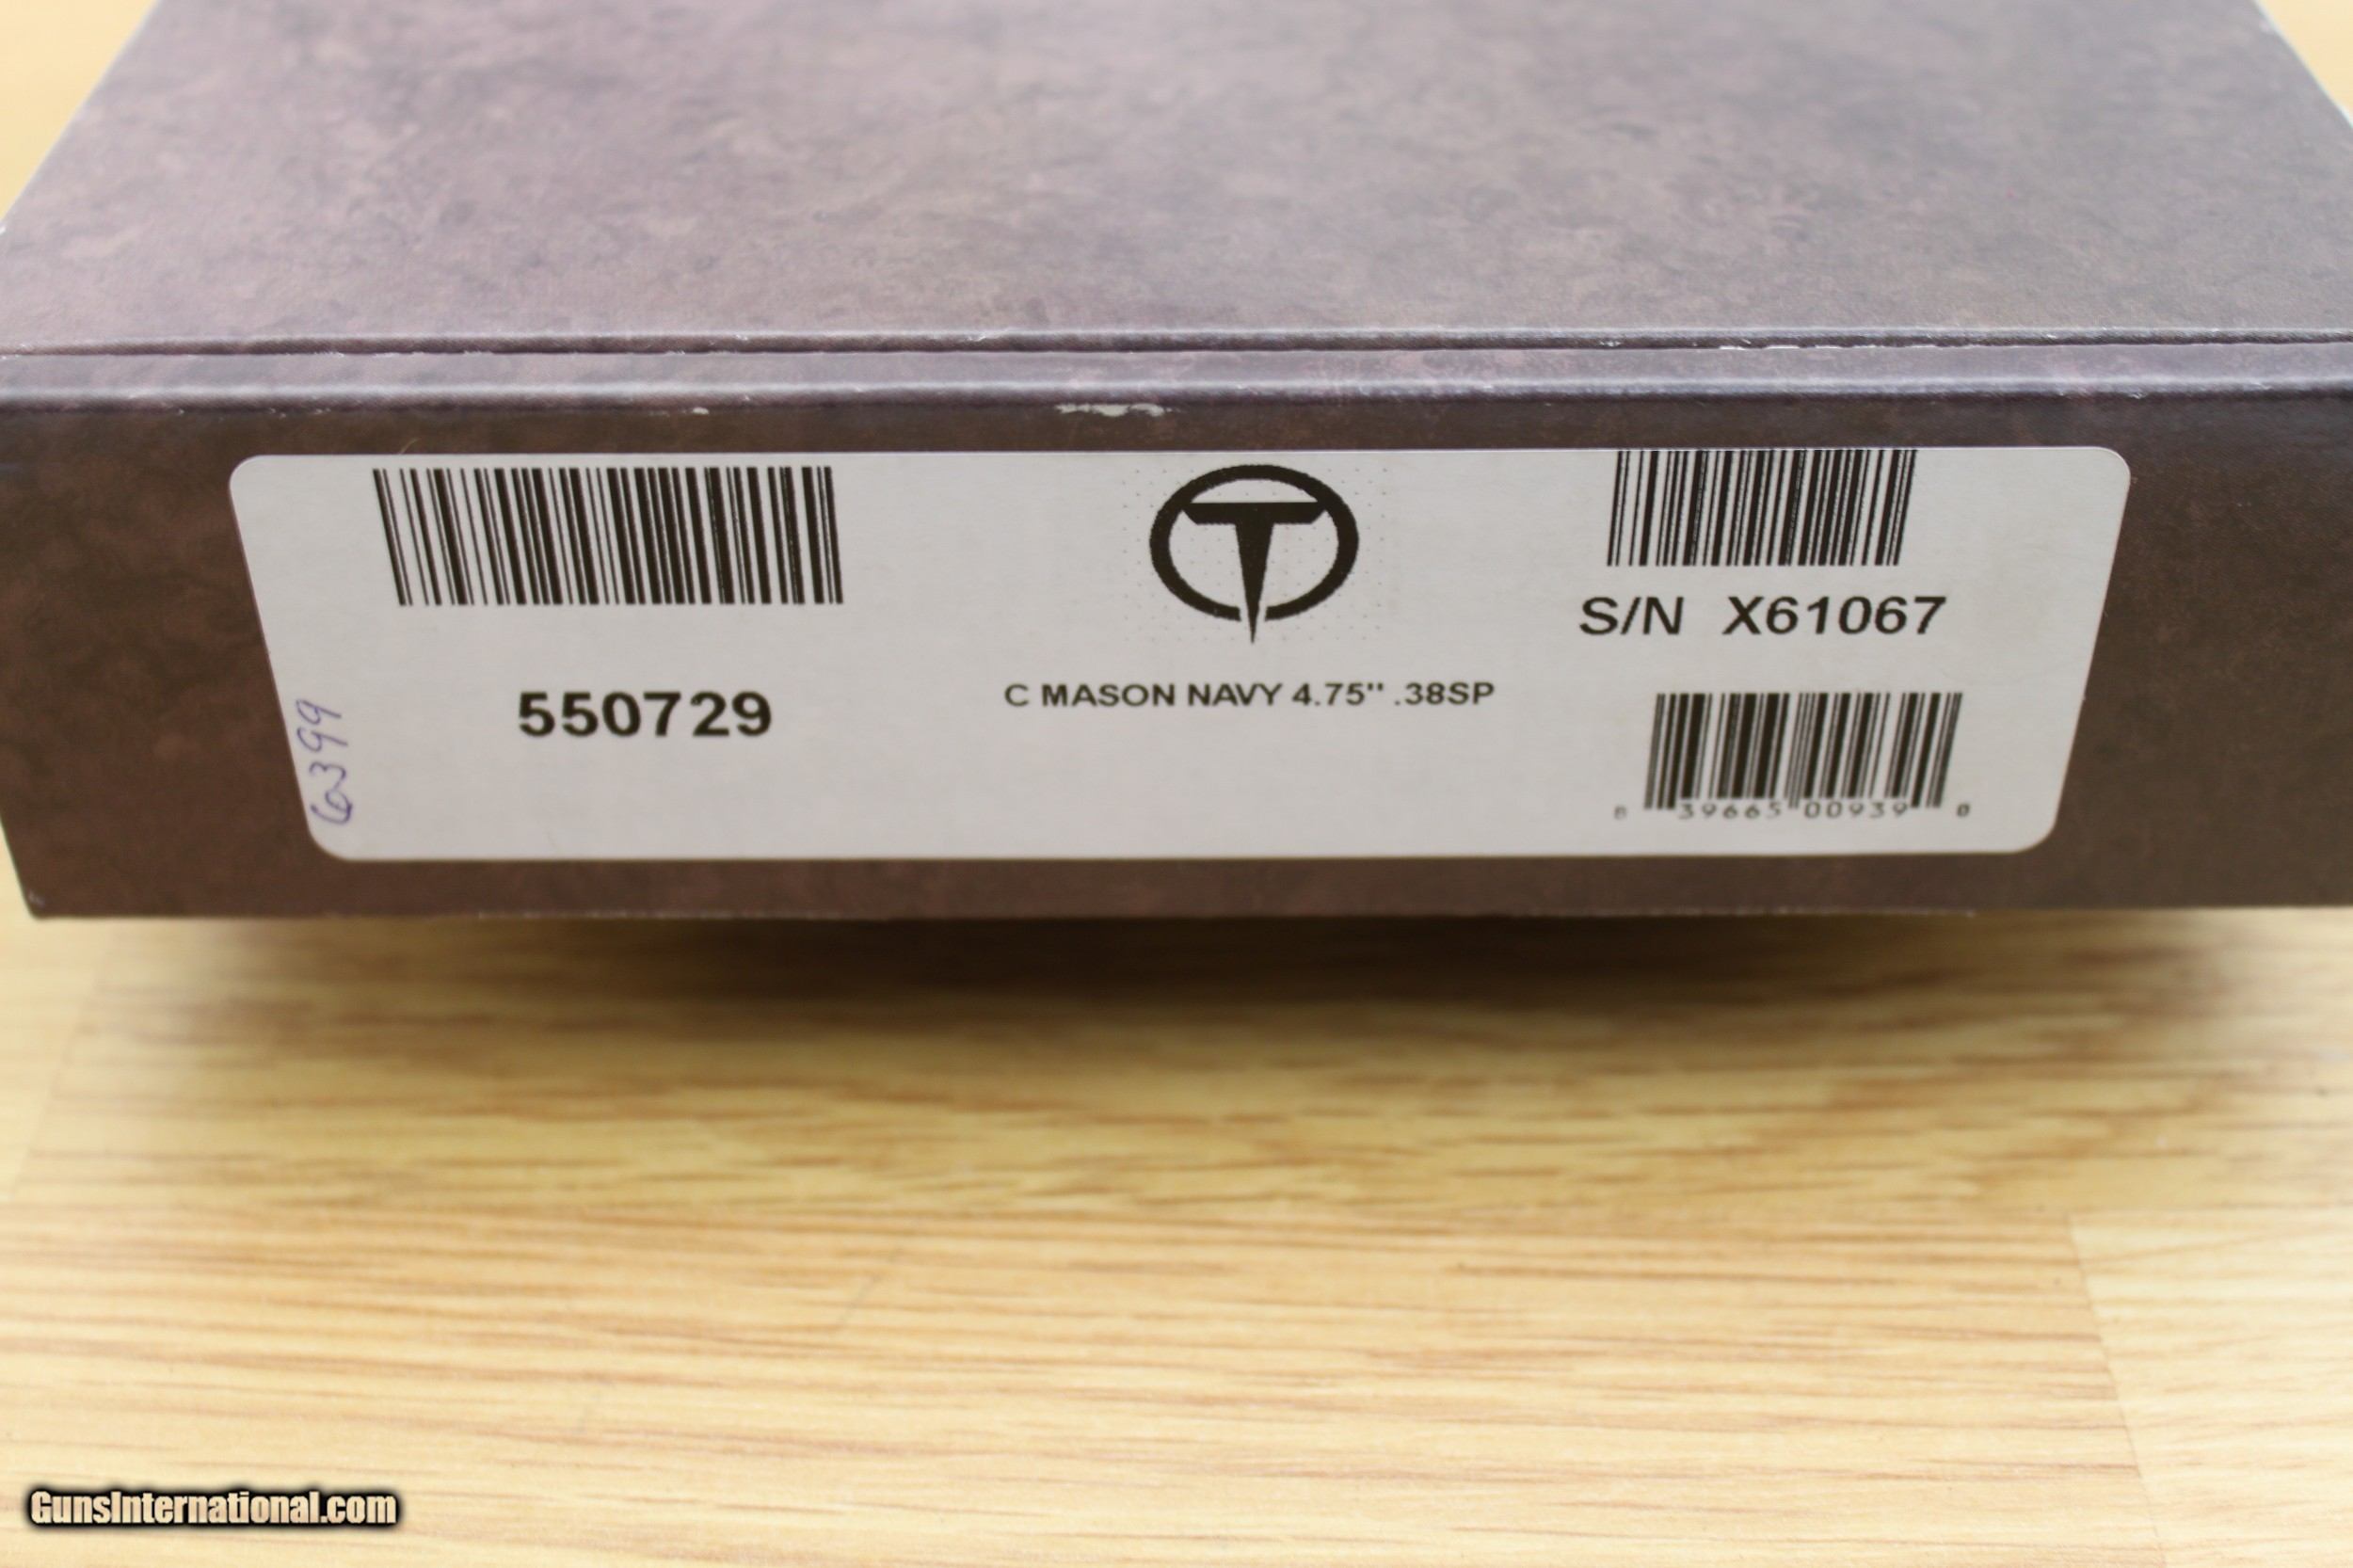 T
S/N X61067
C MASON NAVY 4.75" .38SP
550729
6399
8 39665 00939 8
GunsInternational.com